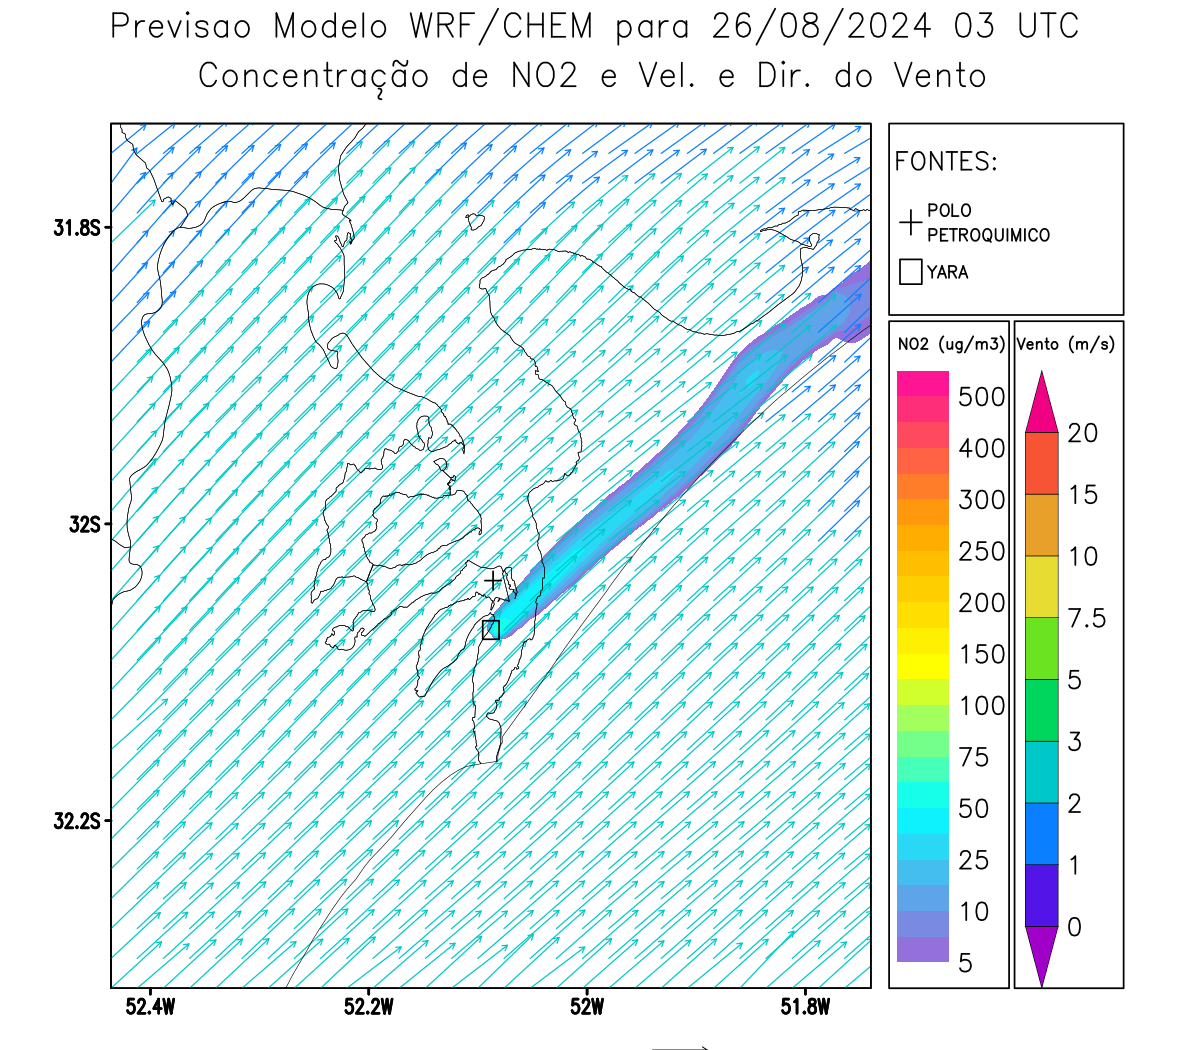 Previsao Modelo WRF/CHEM para 26/08/2024 03 UTC
Concentração de NO2 e Vel. e Dir. do Vento
FONTES:
POLO
PETROQUIMICO
YARA
NO2 (ug/m3)
500
400
300
250
200
150
100
75
50
25
10
5
Vento (m/s)
20
15
10
7.5
5
3
2
1
0
31.8S
32S
32.2S
52.4W
52.2W
52W
51.8W